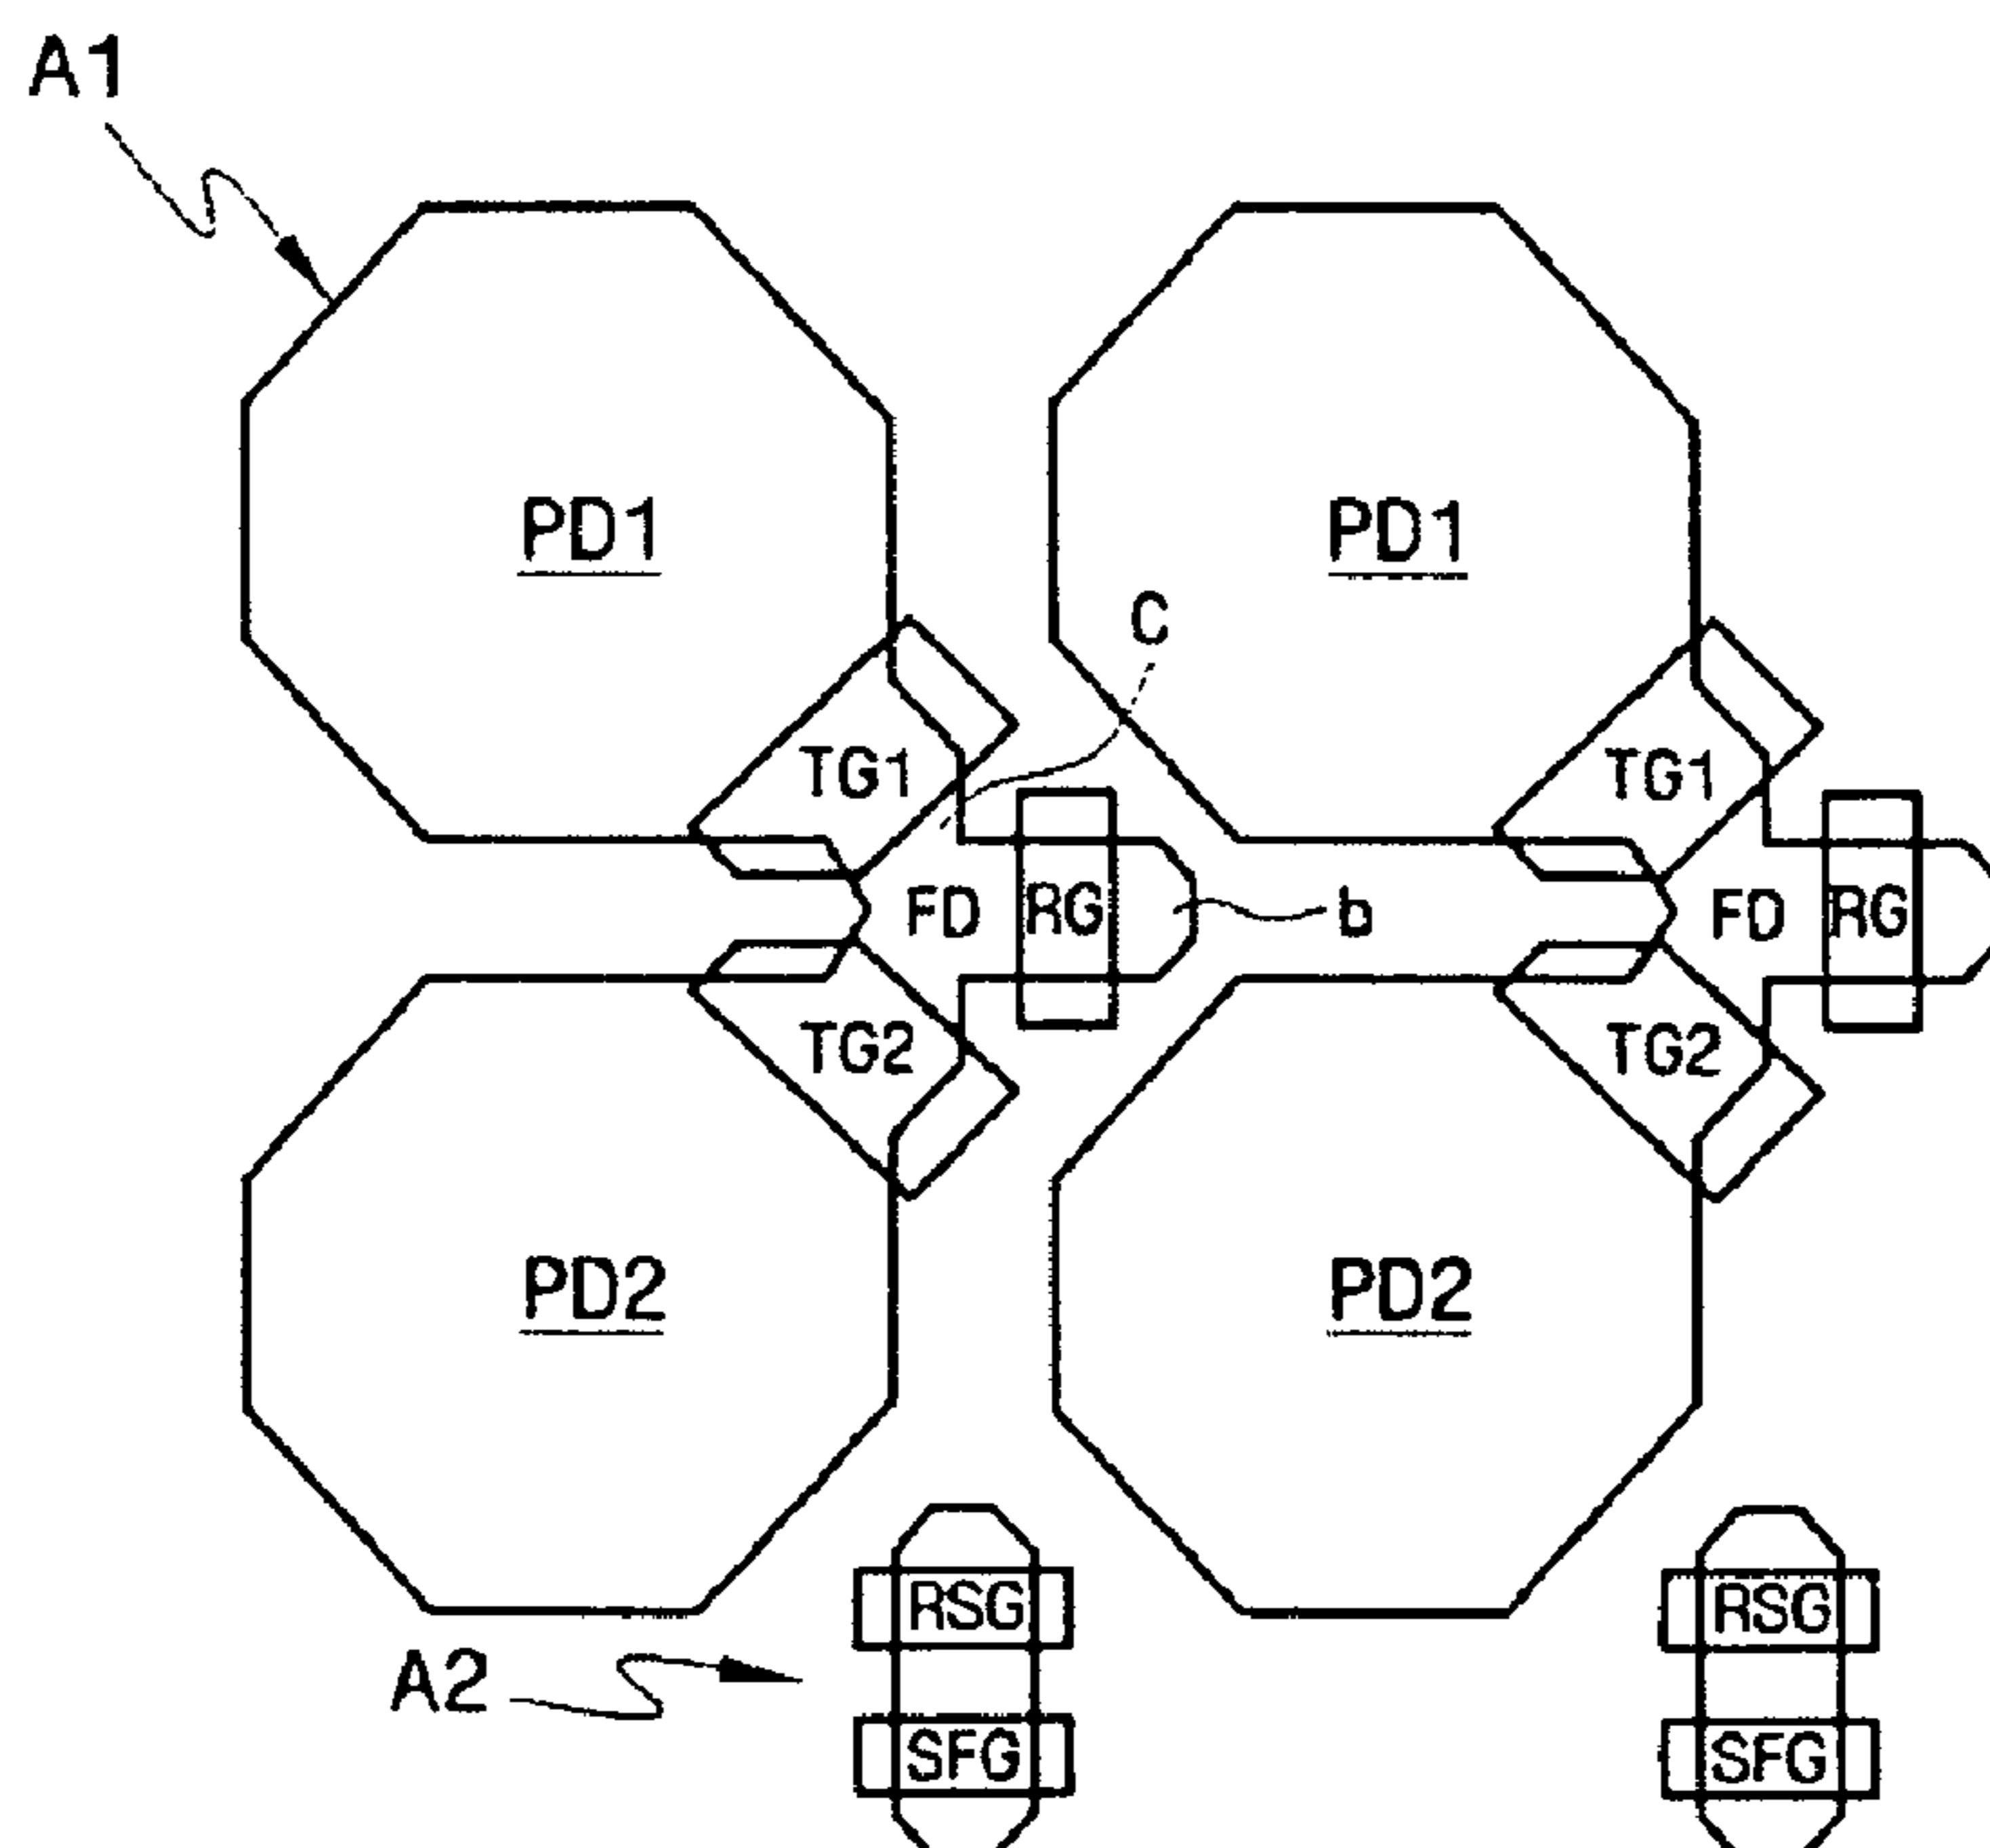 A1
PD1 PD1
C
TG1 TG1
FD RG b FD RG
TG2 TG2
PD2 PD2
RSG RSG
A2
SFG SFG